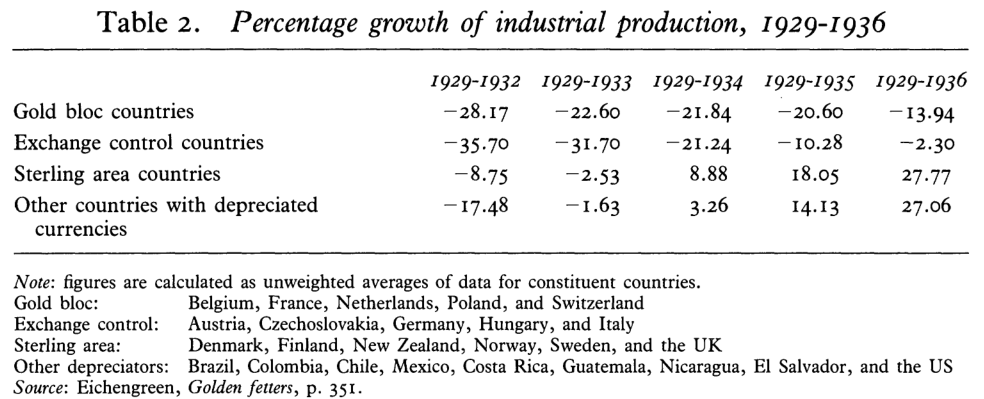 Table 2. Percentage growth of industrial production, 1929-1936
1929-1932 1929-1933 1929-1934 1929-1935 1929-1936
Gold bloc countries −28.17 −22.60 −21.84 −20.60 −13.94
Exchange control countries −35.70 −31.70 −21.24 −10.28 −2.30
Sterling area countries −8.75 −2.53 8.88 18.05 27.77
Other countries with depreciated −17.48 −1.63 3.26 14.13 27.06
currencies
Note: figures are calculated as unweighted averages of data for constituent countries.
Gold bloc: Belgium, France, Netherlands, Poland, and Switzerland
Exchange control: Austria, Czechoslovakia, Germany, Hungary, and Italy
Sterling area: Denmark, Finland, New Zealand, Norway, Sweden, and the UK
Other depreciators: Brazil, Colombia, Chile, Mexico, Costa Rica, Guatemala, Nicaragua, El Salvador, and the US
Source: Eichengreen, Golden fetters, p. 351.